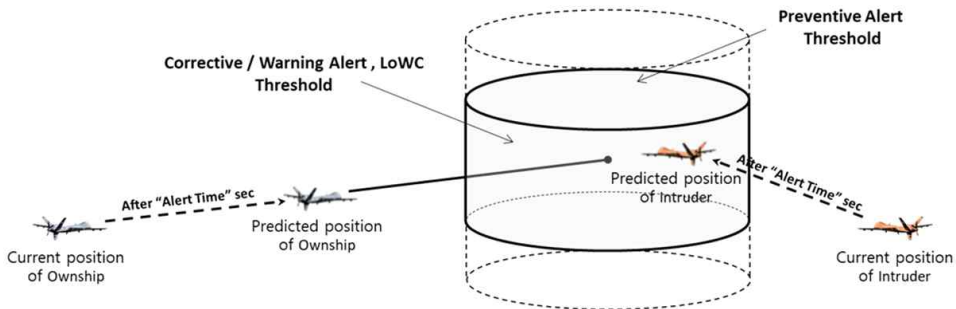 Preventive Alert
Threshold
Corrective / Warning Alert , LoWC
Threshold
After "Alert Time" sec
After "Alert Time" sec
Predicted position
of Intruder
Predicted position
of Ownship
Current position
of Ownship
Current position
of Intruder